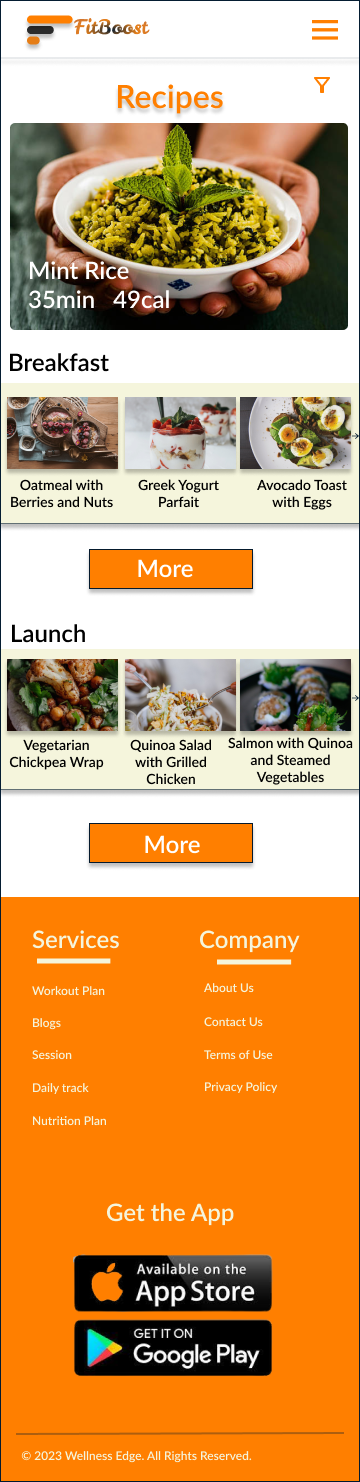 FitBoost
Recipes
Mint Rice
35min 49cal
Breakfast
Oatmeal with
Berries and Nuts
Greek Yogurt
Parfait
Avocado Toast
with Eggs
More
Launch
Vegetarian
Chickpea Wrap
Quinoa Salad
with Grilled
Chicken
Salmon with Quinoa
and Steamed
Vegetables
More
Services
Workout Plan
Blogs
Session
Daily track
Nutrition Plan
Company
About Us
Contact Us
Terms of Use
Privacy Policy
Get the App
Available on the
App Store
GET IT ON
Google Play
© 2023 Wellness Edge. All Rights Reserved.